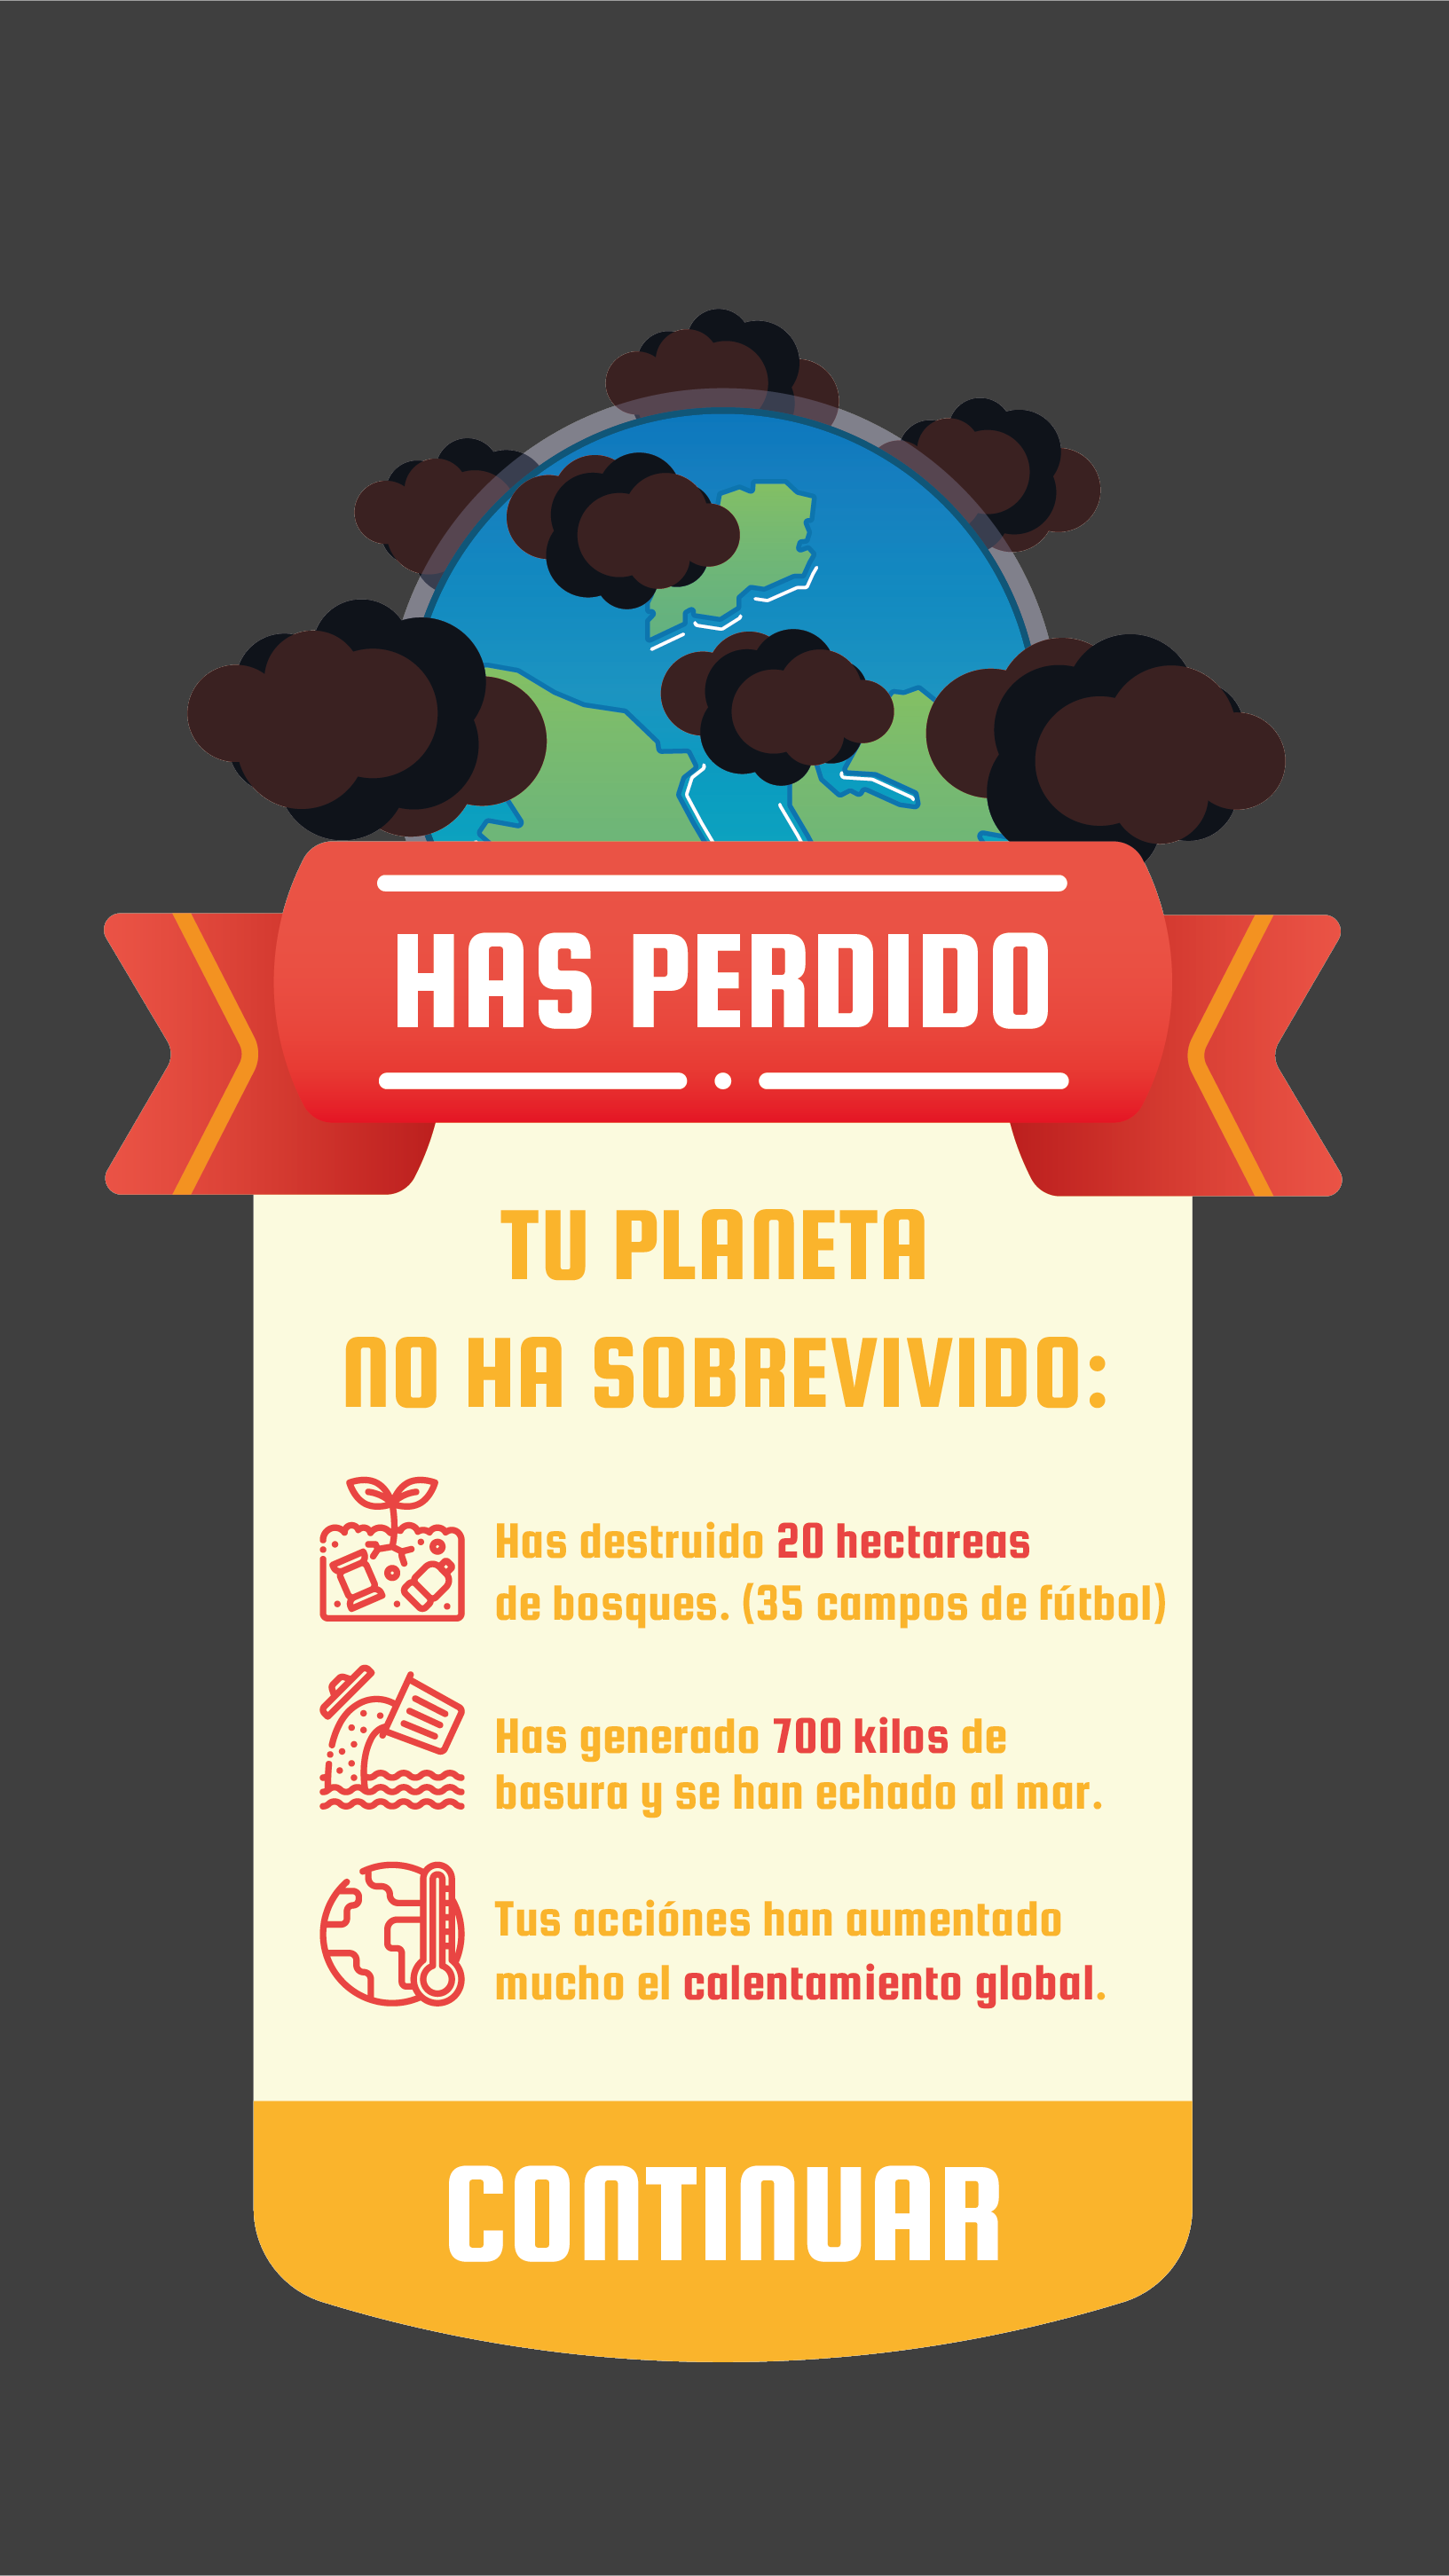 HAS PERDIDO
TU PLANETA
NO HA SOBREVIVIDO:
Has destruido 20 hectareas
de bosques. (35 campos de fútbol)
Has generado 700 kilos de
basura y se han echado al mar.
Tus acciónes han aumentado
mucho el calentamiento global.
CONTINUAR